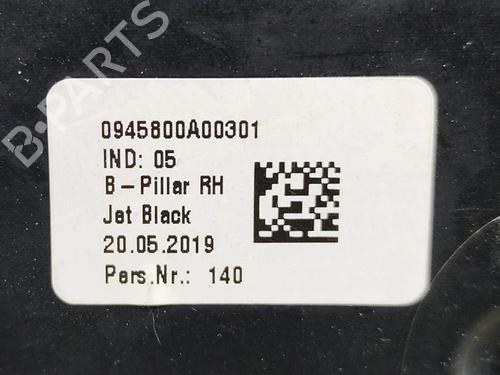 0945800A00301
IND: 05
B-Pillar RH
Jet Black
20.05.2019
Pers.Nr.: 140
B-PARTS